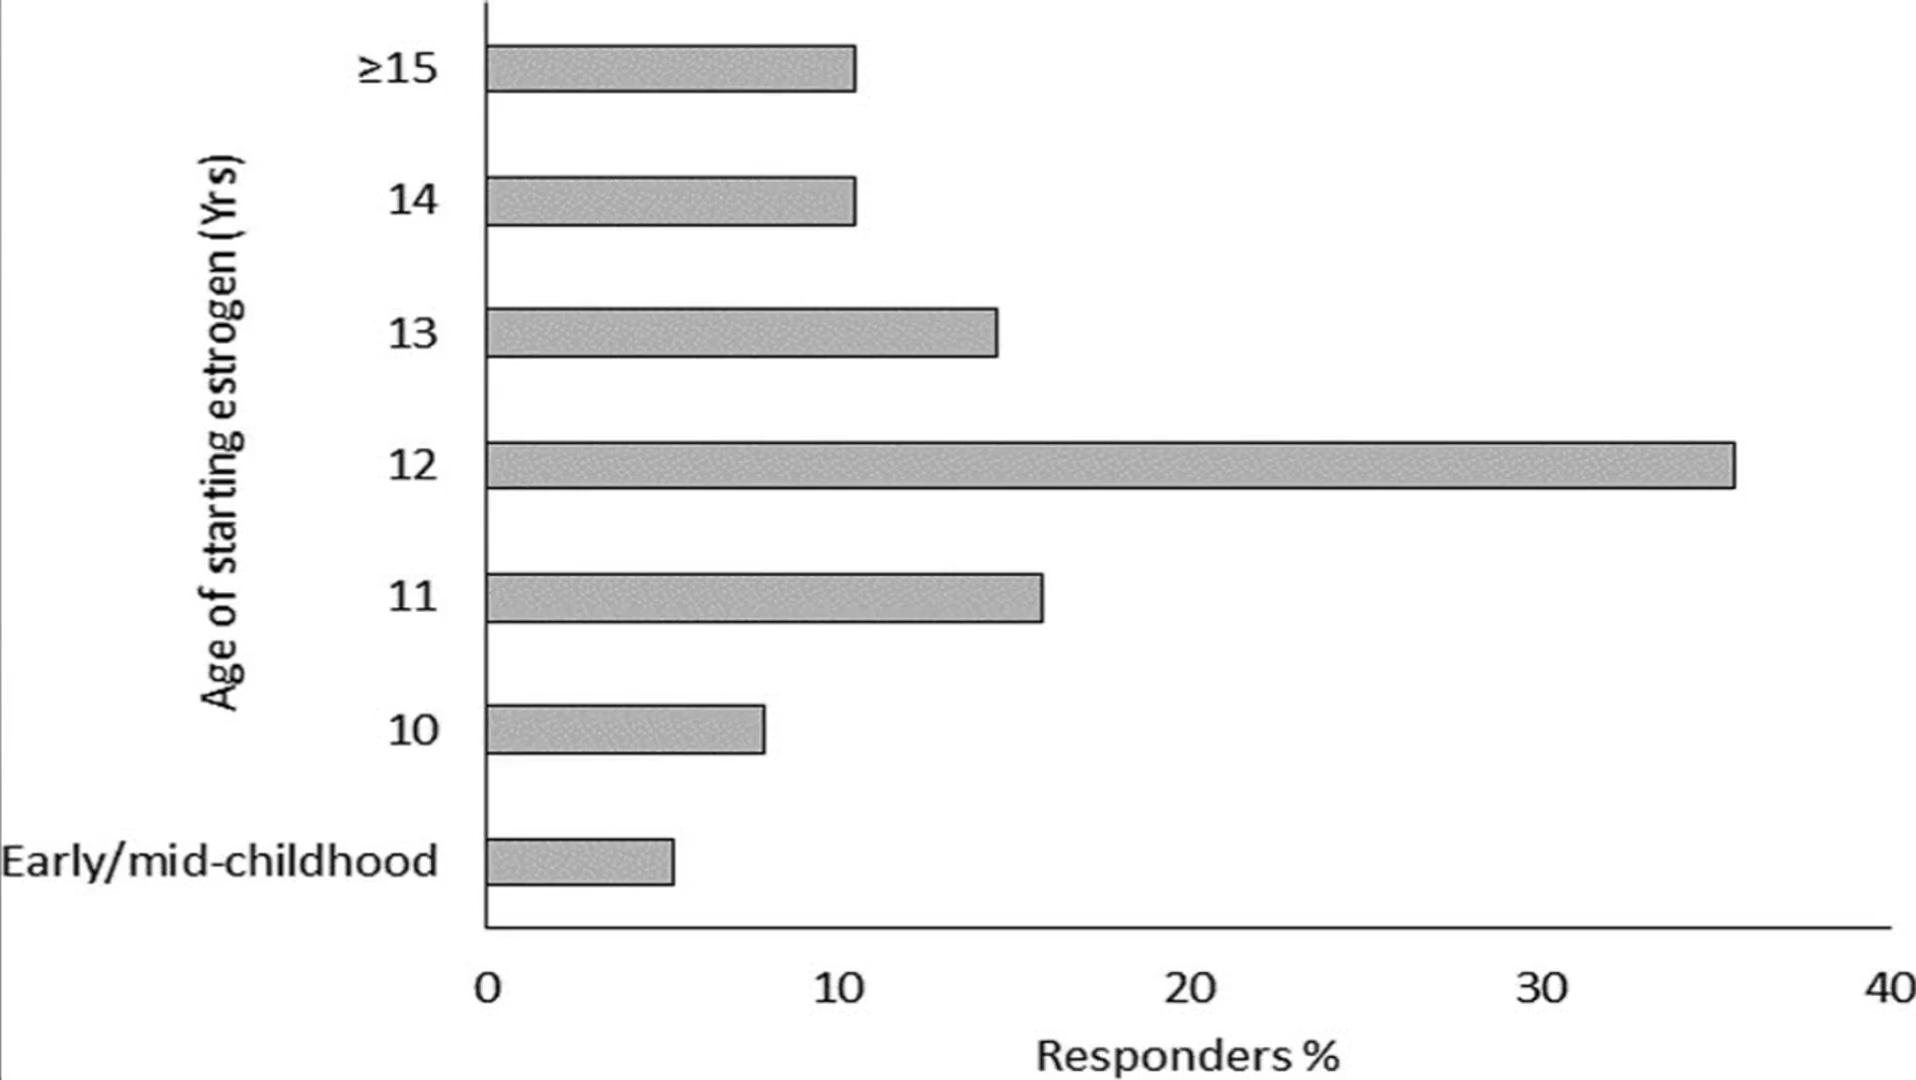 ≥15
14
13
12
11
10
Early/mid-childhood
Age of starting estrogen (Yrs)
0 10 20 30 40
Responders %